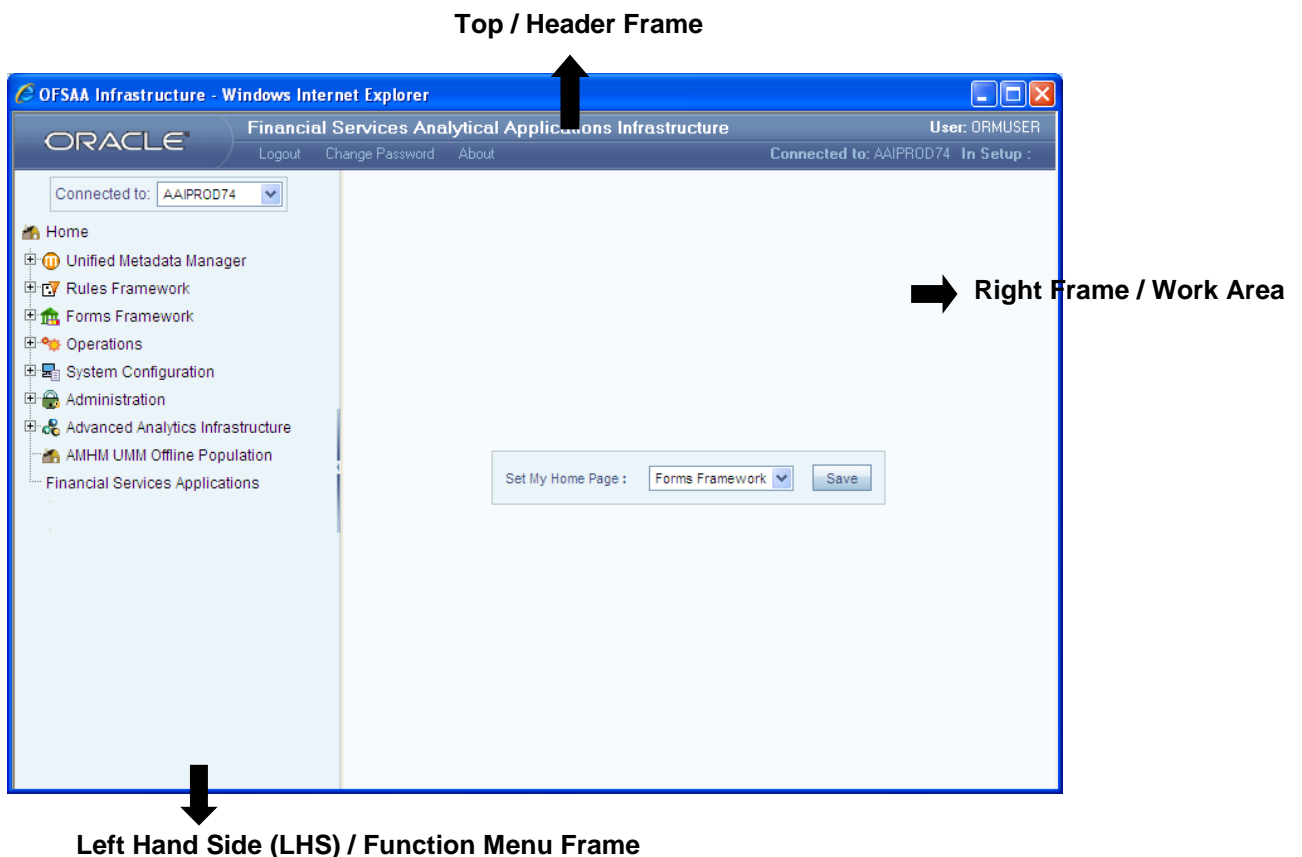 Top / Header Frame
OFSAA Infrastructure - Windows Internet Explorer
ORACLE
Financial Services Analytical Applications Infrastructure
User: ORMUSER
Logout Change Password About
Connected to: AAIPROD74 In Setup :
Connected to: AAIPROD74
Home
Unified Metadata Manager
Rules Framework
Forms Framework
Operations
System Configuration
Administration
Advanced Analytics Infrastructure
AMHM UMM Offline Population
Financial Services Applications
Right Frame / Work Area
Set My Home Page : Forms Framework Save
Left Hand Side (LHS) / Function Menu Frame